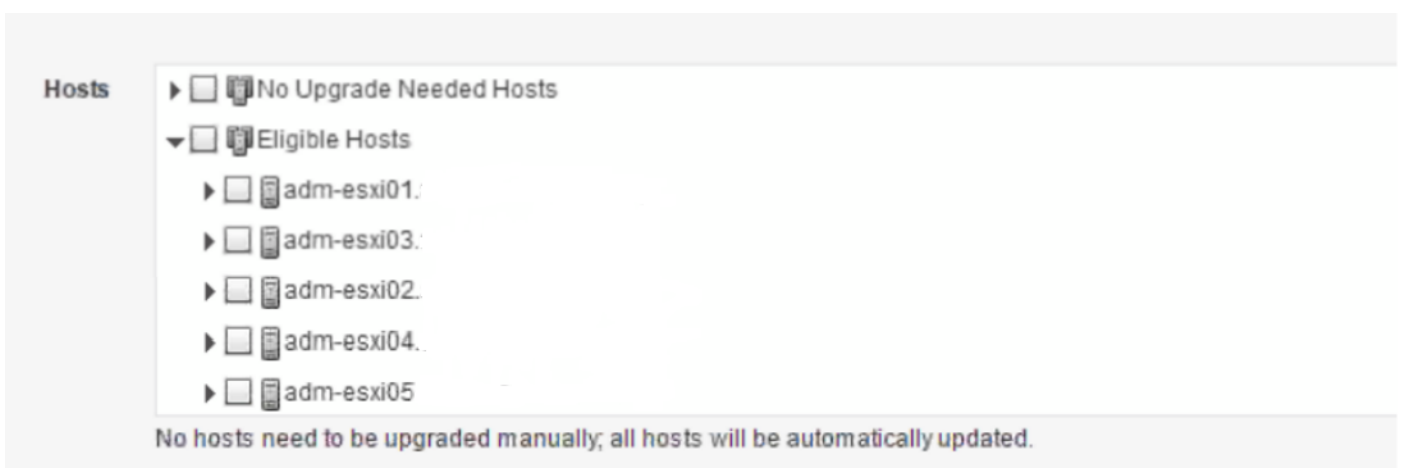 Hosts
No Upgrade Needed Hosts
Eligible Hosts
adm-esxi01.
adm-esxi03.
adm-esxi02.
adm-esxi04.
adm-esxi05
No hosts need to be upgraded manually; all hosts will be automatically updated.